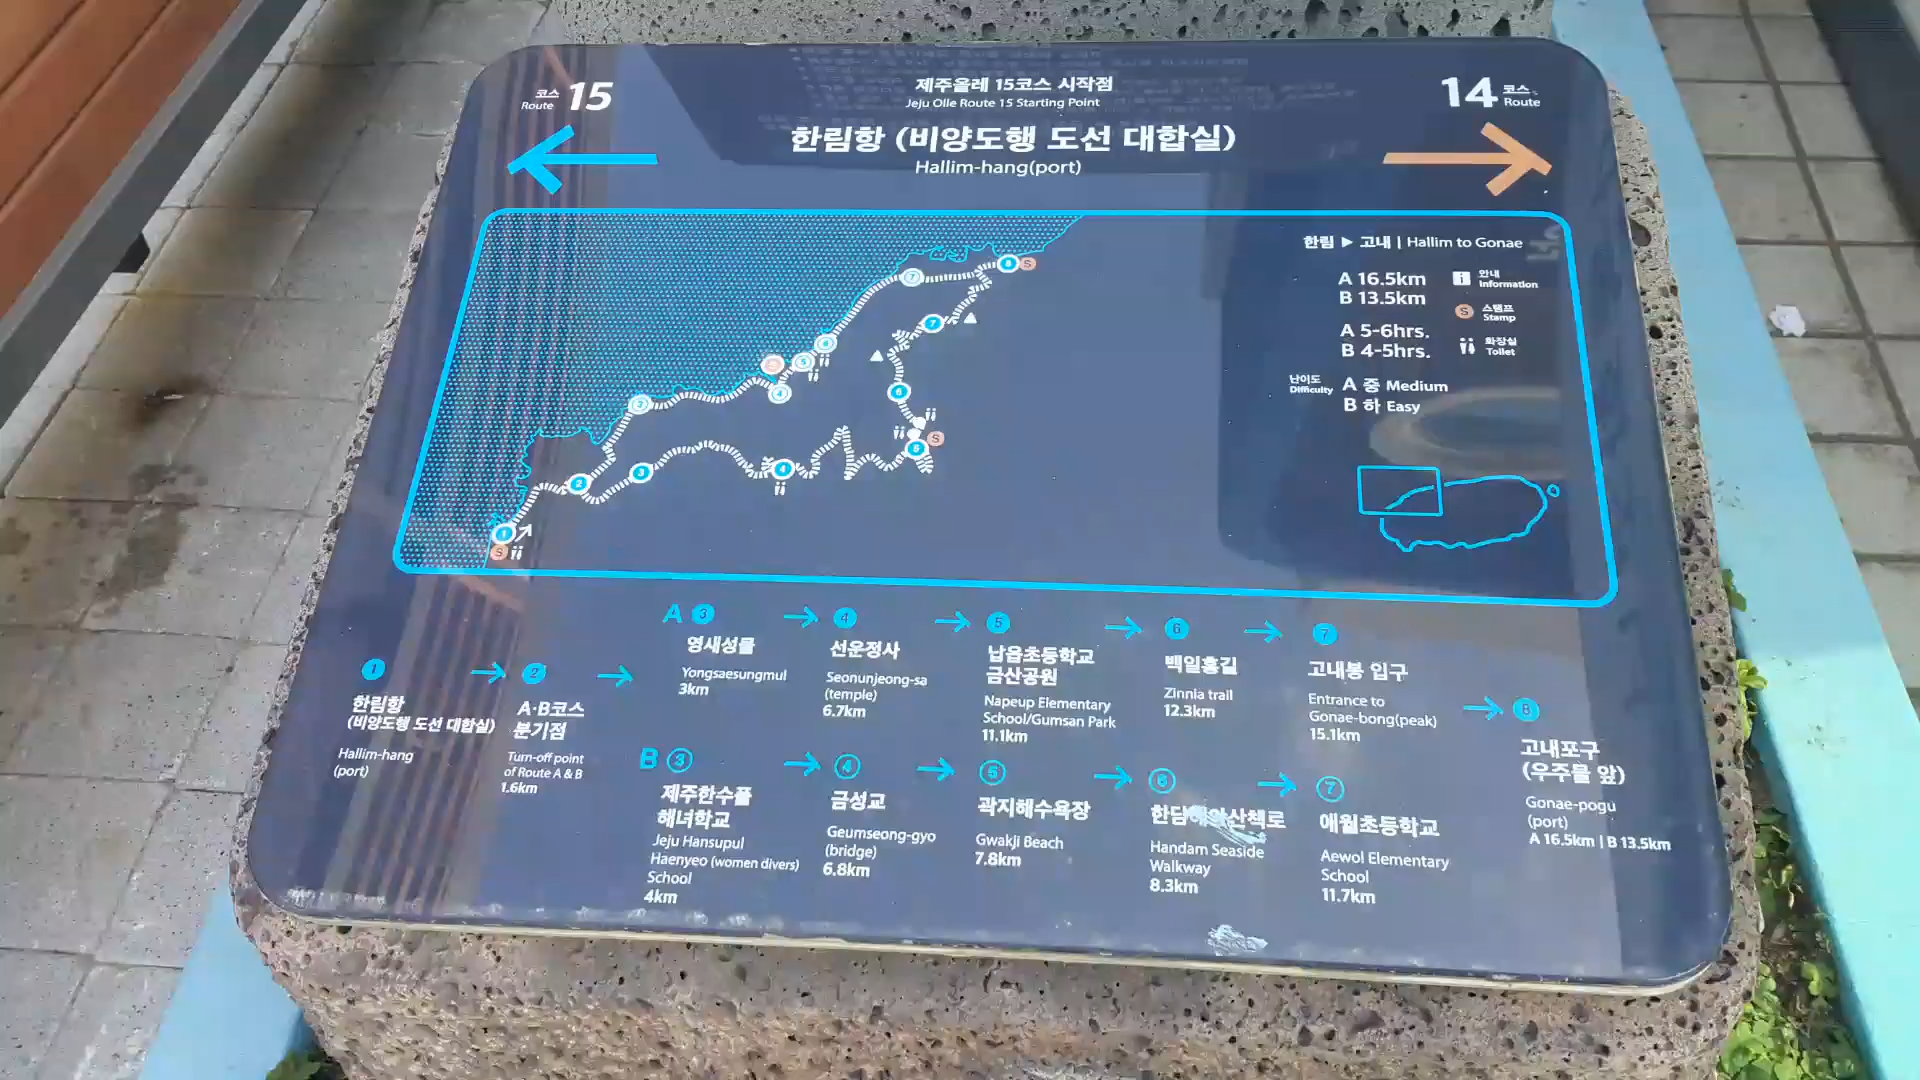 코스
Route 15
제주올레 15코스 시작점
Jeju Olle Route 15 Starting Point
한림항 (비양도행 도선 대합실)
Hallim-hang(port)
14 코스
Route
한림 ▶ 고내 | Hallim to Gonae
A 16.5km
B 13.5km
A 5-6hrs.
B 4-5hrs.
난이도
Difficulty
A 중 Medium
B 하 Easy
안내
Information
스탬프
Stamp
화장실
Toilet
1
한림항
(비양도행 도선 대합실)
Hallim-hang
(port)
2
A·B코스
분기점
Turn-off point
of Route A & B
1.6km
A 3
영새성물
Yongsaesungmul
3km
4
선운정사
Seonunjeong-sa
(temple)
6.7km
5
납읍초등학교
금산공원
Napeup Elementary
School/Gumsan Park
11.1km
6
백일홍길
Zinnia trail
12.3km
7
고내봉 입구
Entrance to
Gonae-bong(peak)
15.1km
B 3
제주한수풀
해녀학교
Jeju Hansupul
Haenyeo (women divers)
School
4km
4
금성교
Geumseong-gyo
(bridge)
6.8km
5
곽지해수욕장
Gwakji Beach
7.8km
6
한담해안산책로
Handam Seaside
Walkway
8.3km
7
애월초등학교
Aewol Elementary
School
11.7km
8
고내포구
(우주물 앞)
Gonae-pogu
(port)
A 16.5km | B 13.5km